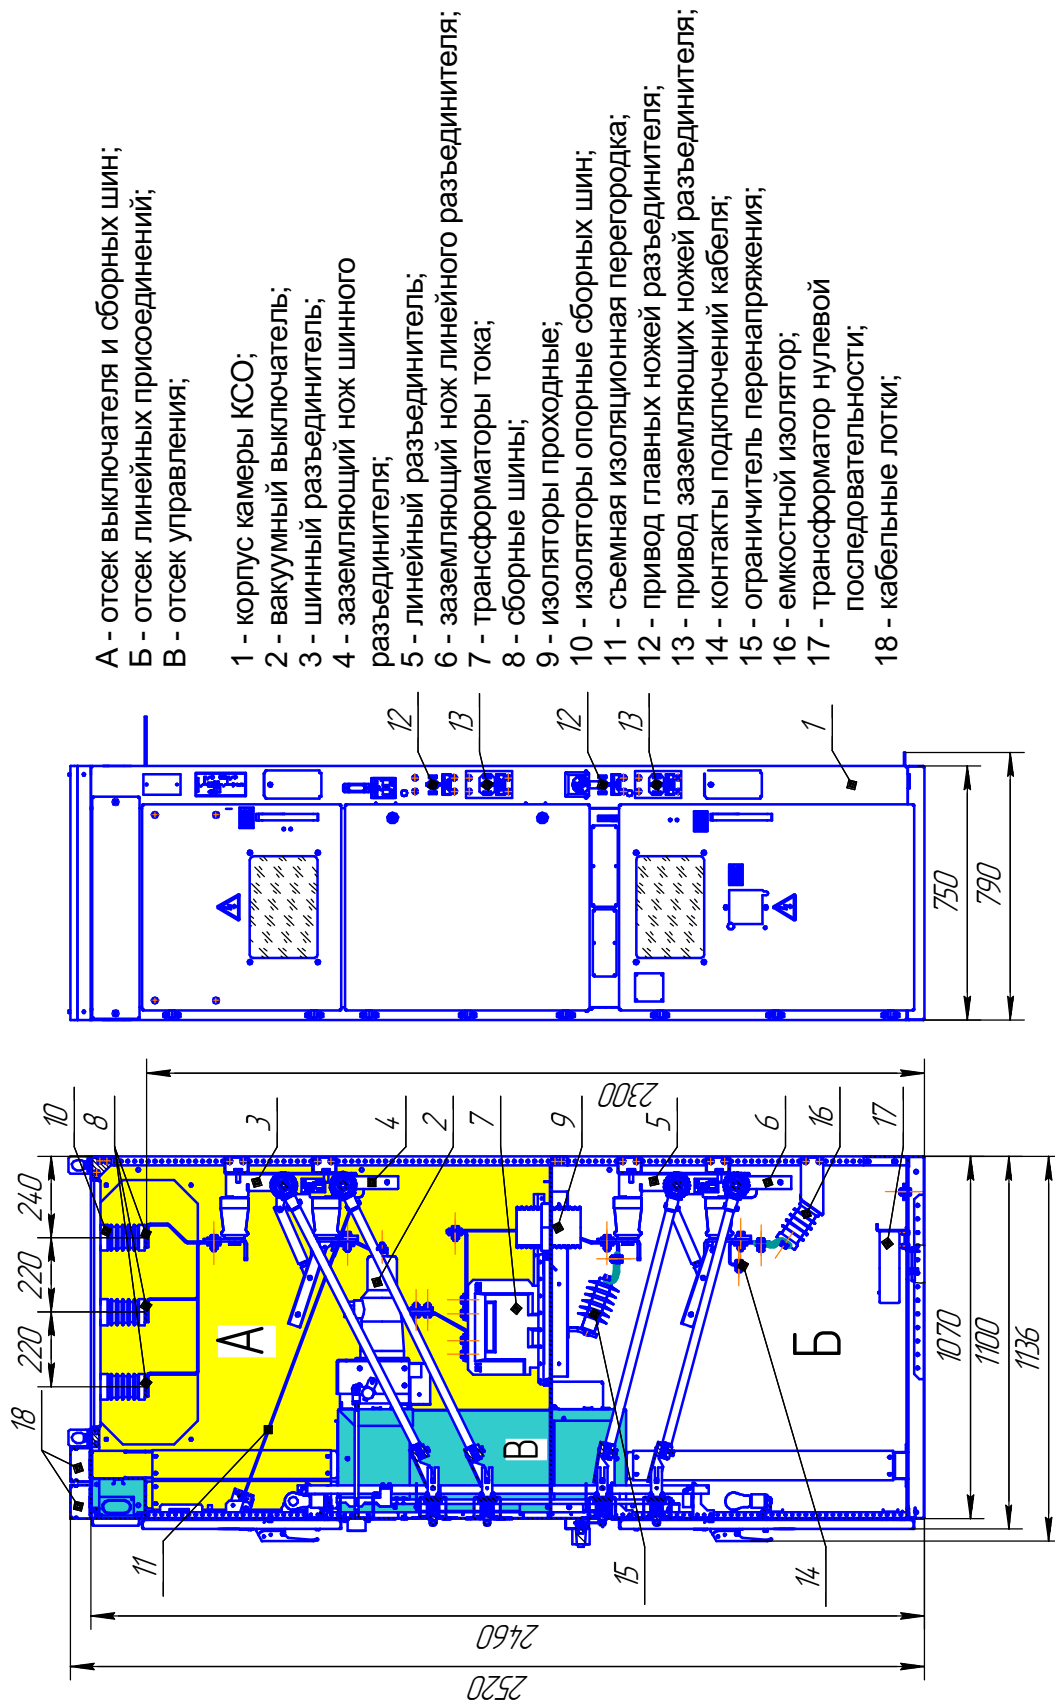 А - отсек выключателя и сборных шин;
Б - отсек линейных присоединений;
В - отсек управления;
1 - корпус камеры КСО;
2 - вакуумный выключатель;
3 - шинный разъединитель;
4 - заземляющий нож шинного
разъединителя;
5 - линейный разъединитель;
6 - заземляющий нож линейного разъединителя;
7 - трансформаторы тока;
8 - сборные шины;
9 - изоляторы проходные;
10 - изоляторы опорные сборных шин;
11 - съемная изоляционная перегородка;
12 - привод главных ножей разъединителя;
13 - привод заземляющих ножей разъединителя;
14 - контакты подключений кабеля;
15 - ограничитель перенапряжения;
16 - емкостной изолятор;
17 - трансформатор нулевой
последовательности;
18 - кабельные лотки;
12
13
12
13
1
750
790
2300
10
8
3
4
2
7
9
5
6
16
17
240
220
220
18
А
Б
В
11
15
14
1070
1100
1136
2460
2520